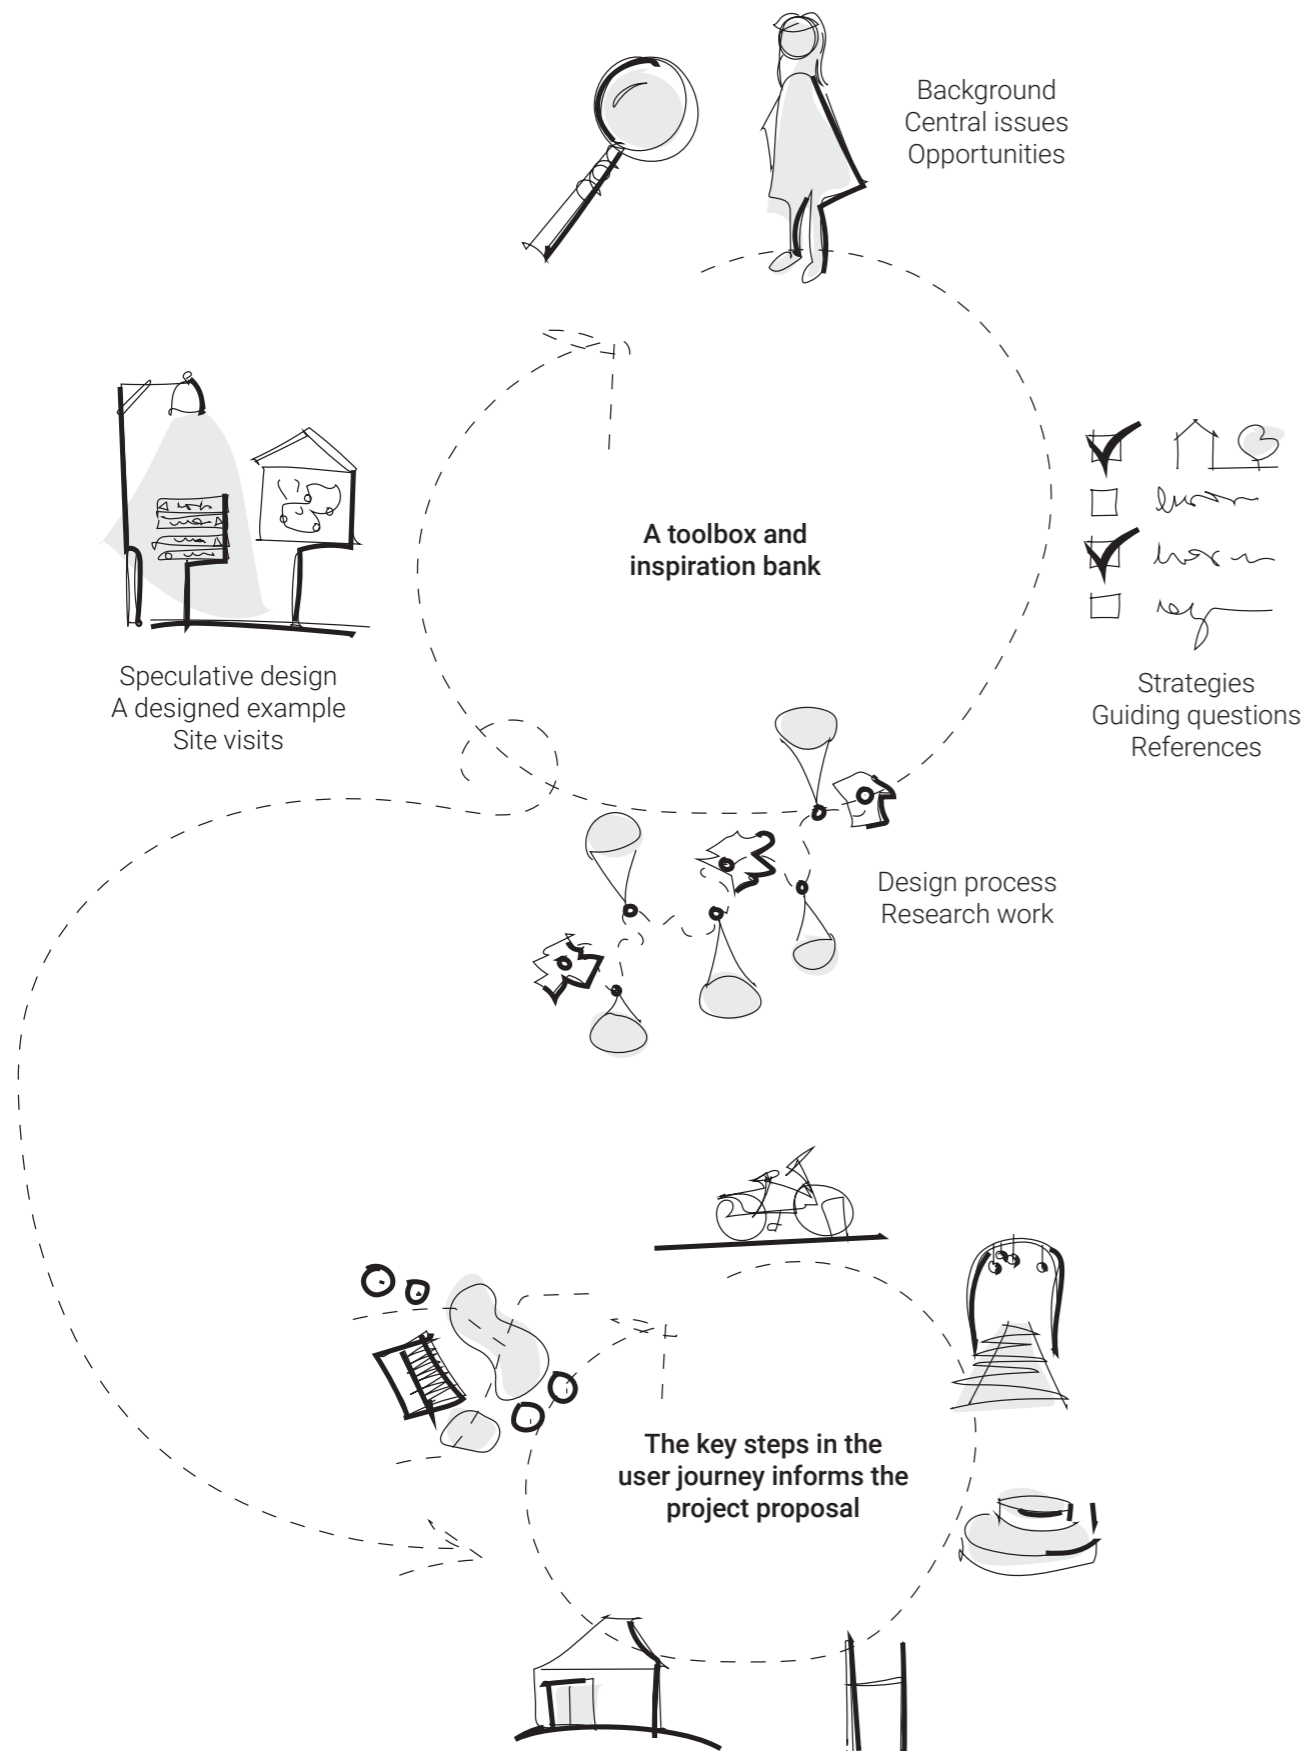 Background
Central issues
Opportunities
A toolbox and
inspiration bank
Speculative design
A designed example
Site visits
Strategies
Guiding questions
References
Design process
Research work
The key steps in the
user journey informs the
project proposal